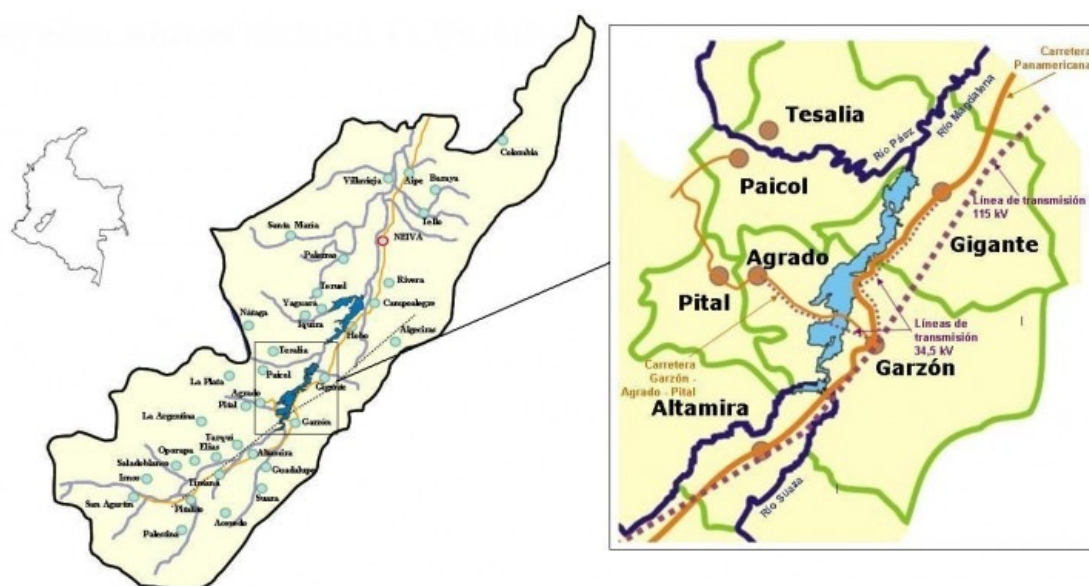 Colombia
Villavieja
Aipe
Baraya
Tello
Santa Maria
NEIVA
Palermo
Rivera
Teruel
Yaguará
Campoalegre
Iquira
Nátaga
Hobo
Algeciras
Tesalia
La Plata
Paicol
Gigante
Agrado
Pital
La Argentina
Garzón
Tarqui
Elias
Oporapa
Altamira
Saladoblanco
Guadalupe
Isnos
Timaná
Suaza
San Agustín
Pitalito
Acevedo
Palestina
Carretera
Panamericana
Tesalia
Río Páez
Río Magdalena
Paicol
Línea de transmisión
115 kV
Agrado
Gigante
Pital
Líneas de
transmisión
34,5 kV
Carretera
Garzón -
Agrado - Pital
Garzón
Altamira
Río Suaza